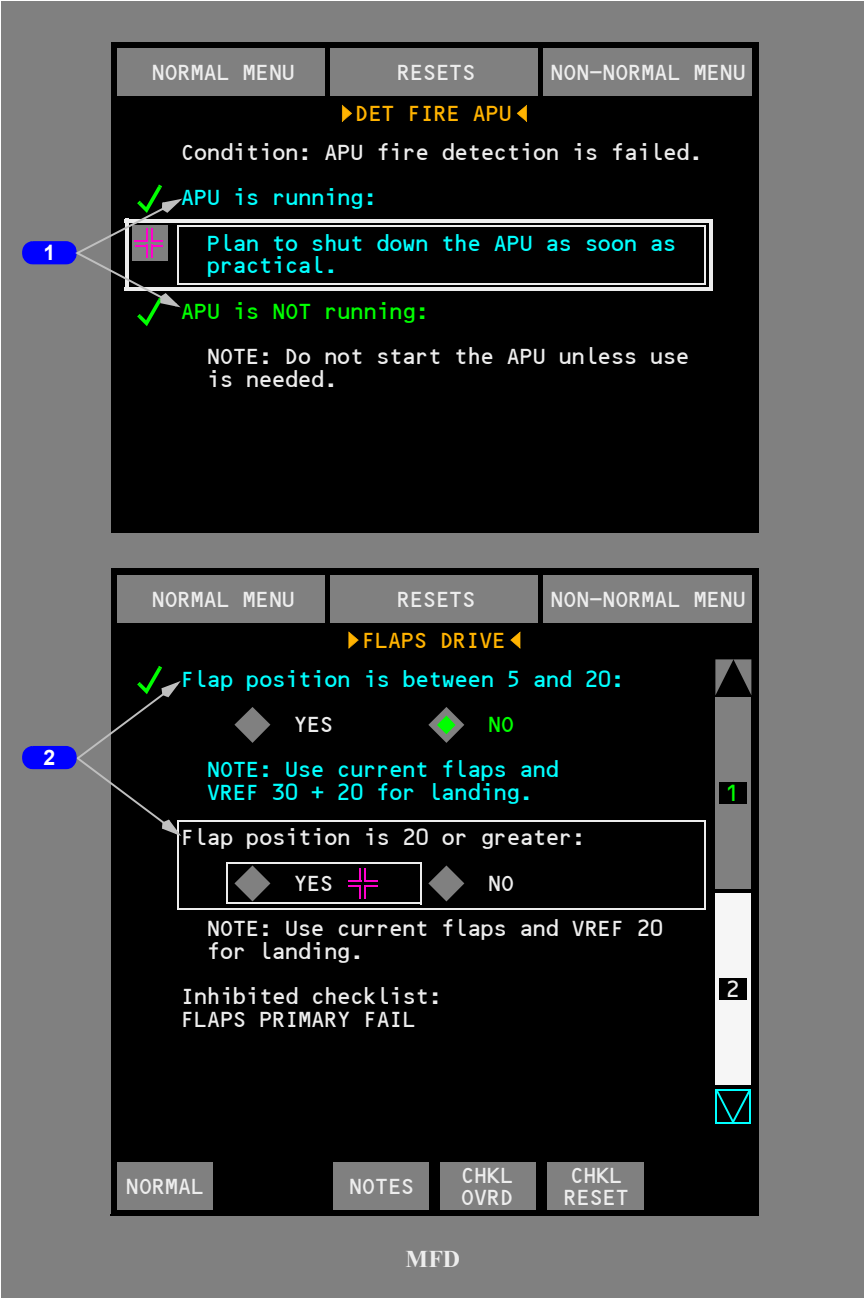 NORMAL MENU RESETS NON-NORMAL MENU
DET FIRE APU
Condition: APU fire detection is failed.
APU is running:
1
Plan to shut down the APU as soon as
practical.
APU is NOT running:
NOTE: Do not start the APU unless use
is needed.
NORMAL MENU RESETS NON-NORMAL MENU
FLAPS DRIVE
Flap position is between 5 and 20:
YES NO
2
NOTE: Use current flaps and
VREF 30 + 20 for landing.
1
Flap position is 20 or greater:
YES NO
NOTE: Use current flaps and VREF 20
for landing.
2
Inhibited checklist:
FLAPS PRIMARY FAIL
NORMAL NOTES CHKL OVRD CHKL RESET
MFD